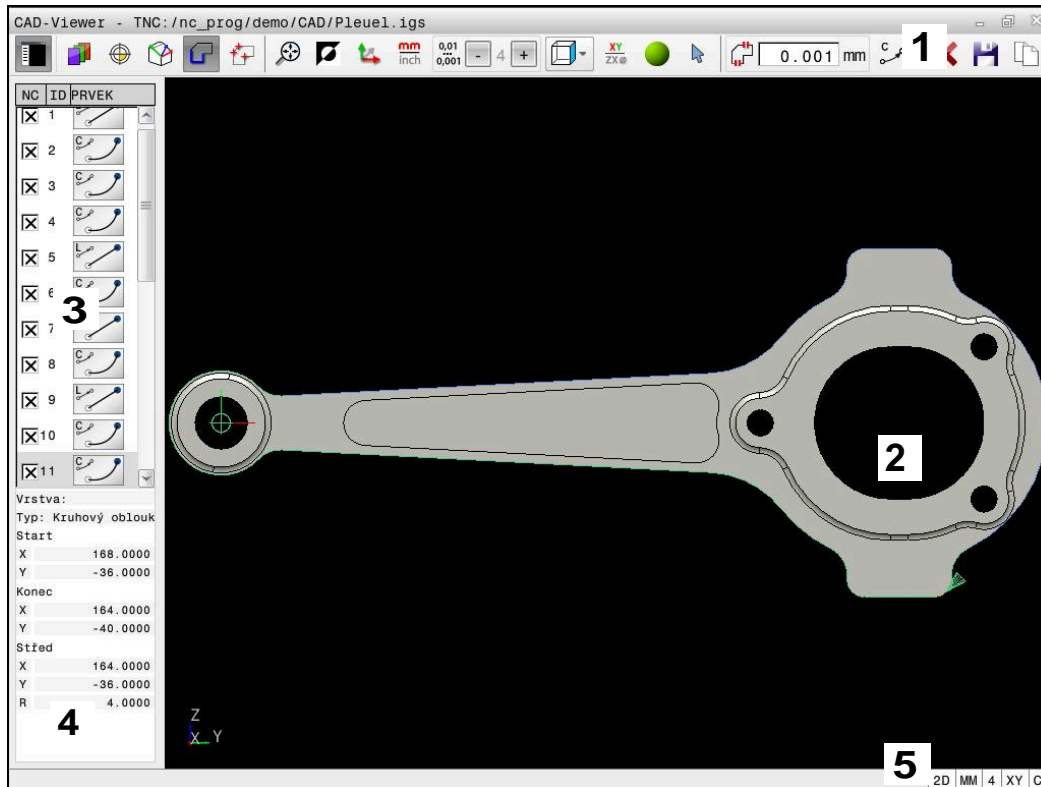 CAD-Viewer - TNC:/nc_prog/demo/CAD/Pleuel.igs
mm
inch
0,01
...
0,001
- 4 +
XY
ZX@
0.001 mm
C
1
NC ID PRVEK
1
2 C
3 C
4 C
5 L
6 C
3
7
8 C
9 L
10 C
11 C
Vrstva:
Typ: Kruhový oblouk
Start
X 168.0000
Y -36.0000
Konec
X 164.0000
Y -40.0000
Střed
X 164.0000
Y -36.0000
R 4.0000
4
2
Z
X Y
5
2D MM 4 XY C